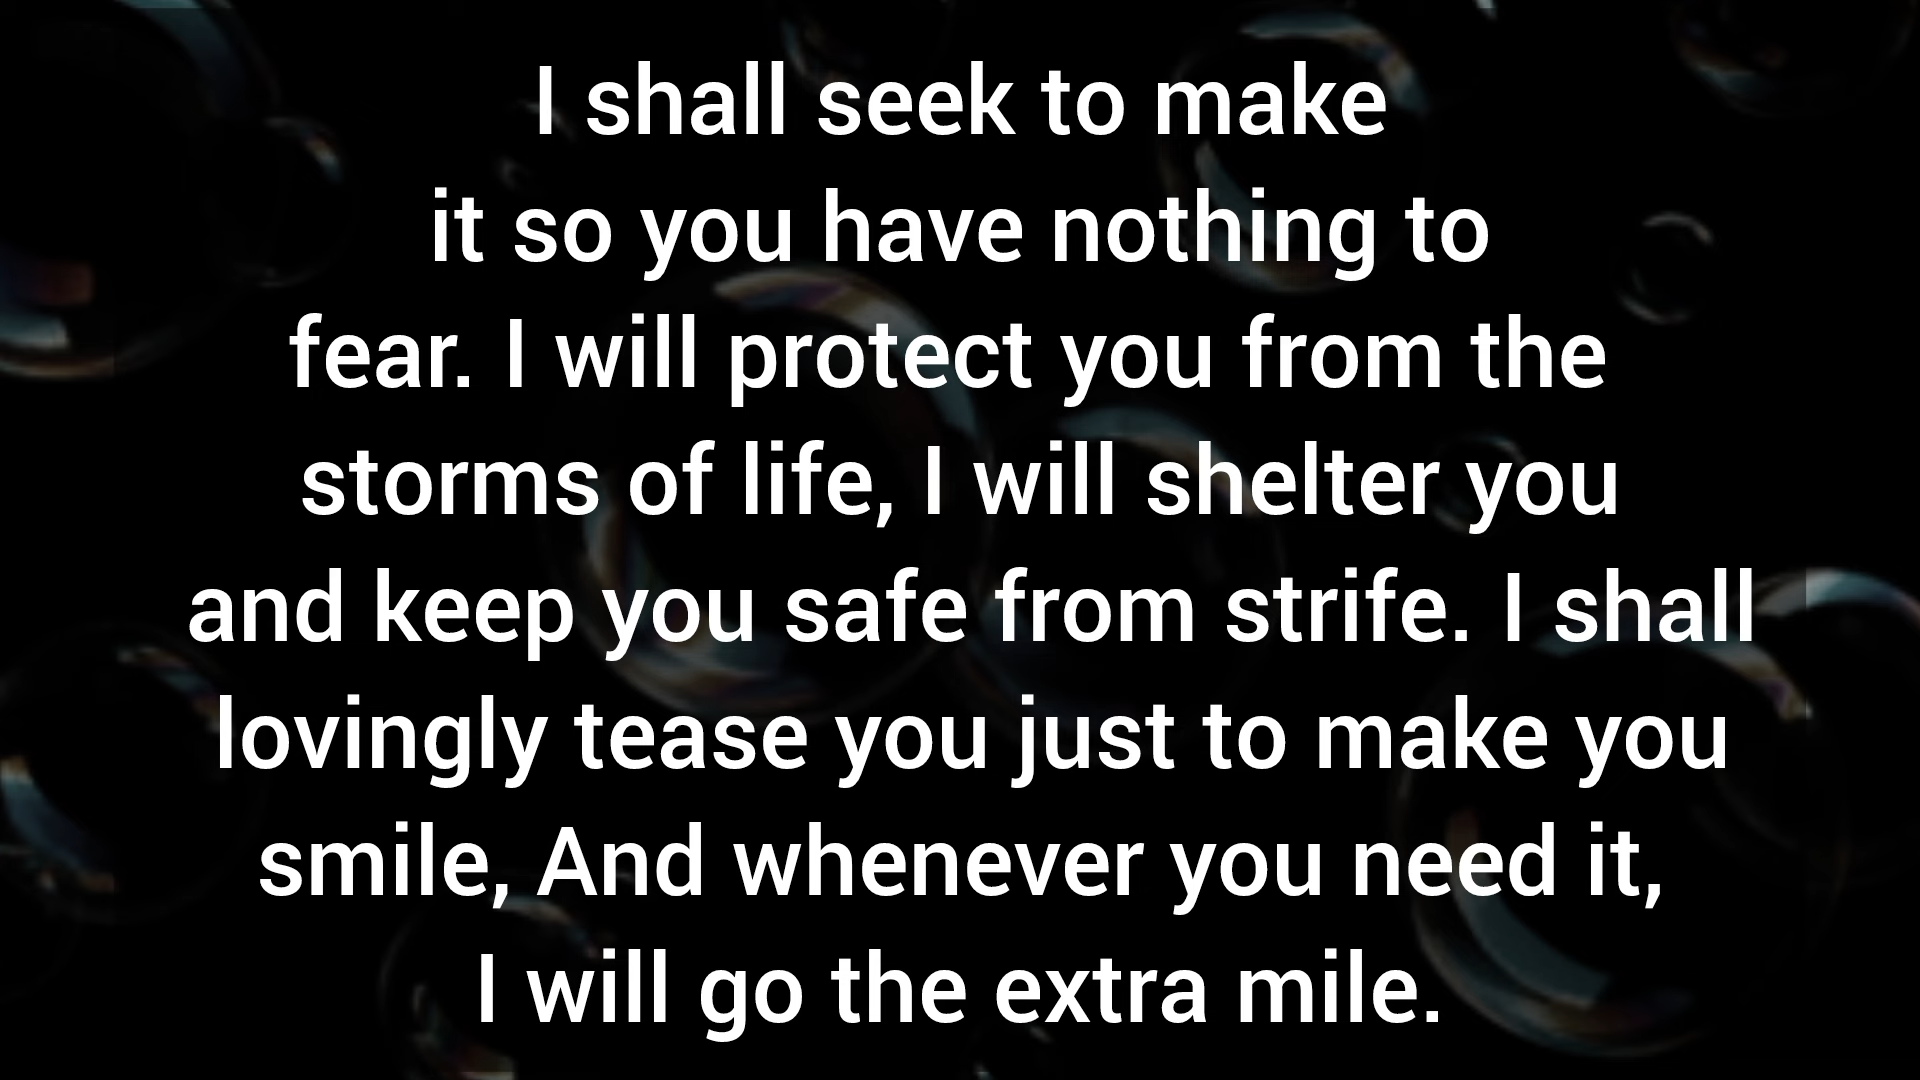 I shall seek to make
it so you have nothing to
fear. I will protect you from the
storms of life, I will shelter you
and keep you safe from strife. I shall
lovingly tease you just to make you
smile, And whenever you need it,
I will go the extra mile.